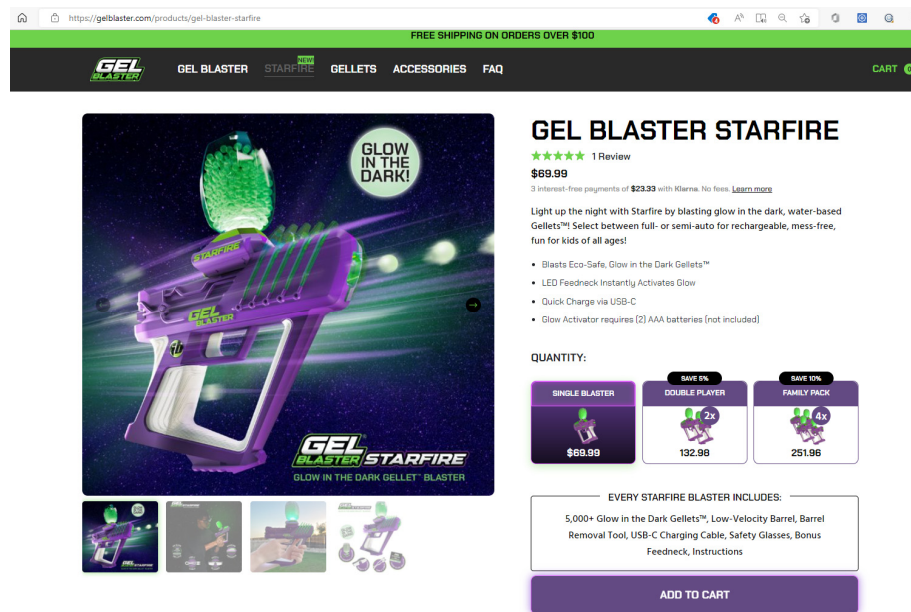 https://gelblaster.com/products/gel-blaster-starfire
FREE SHIPPING ON ORDERS OVER $100
GEL
BLASTER
GEL BLASTER
STARFIRE
NEW!
GELLETS
ACCESSORIES
FAQ
CART 0
GLOW
IN THE
DARK!
STARFIRE
GEL
BLASTER
GEL
BLASTER STARFIRE
GLOW IN THE DARK GELLET™ BLASTER
GEL BLASTER STARFIRE
1 Review
$69.99
3 interest-free payments of $23.33 with Klarna. No fees. Learn more
Light up the night with Starfire by blasting glow in the dark, water-based
Gellets™! Select between full- or semi-auto for rechargeable, mess-free,
fun for kids of all ages!
Blasts Eco-Safe, Glow in the Dark Gellets™
LED Feedneck Instantly Activates Glow
Quick Charge via USB-C
Glow Activator requires (2) AAA batteries (not included)
QUANTITY:
SINGLE BLASTER
$69.99
SAVE 5%
DOUBLE PLAYER
2x
132.98
SAVE 10%
FAMILY PACK
4x
251.96
EVERY STARFIRE BLASTER INCLUDES:
5,000+ Glow in the Dark Gellets™, Low-Velocity Barrel, Barrel
Removal Tool, USB-C Charging Cable, Safety Glasses, Bonus
Feedneck, Instructions
ADD TO CART